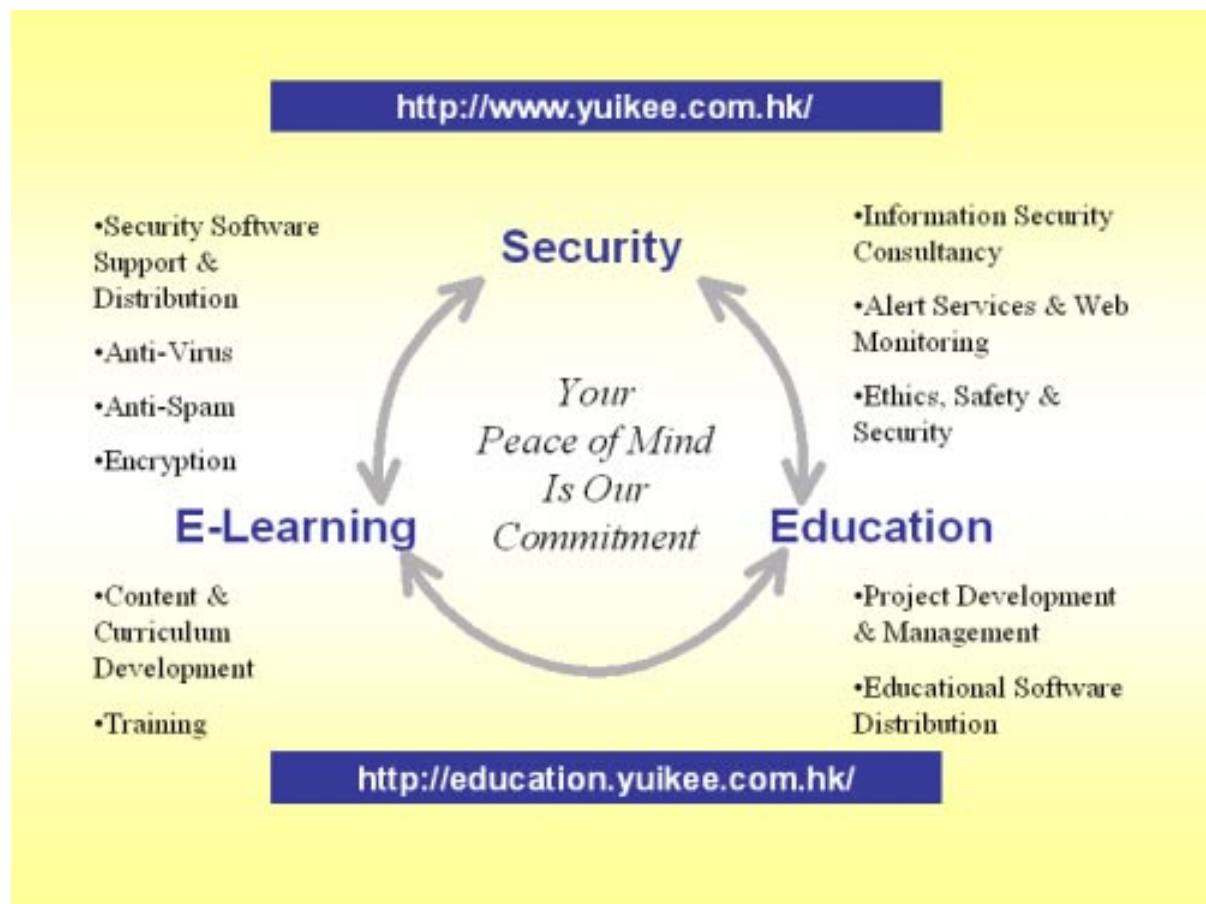 http://www.yuikee.com.hk/
•Security Software
Support &
Distribution
•Anti-Virus
•Anti-Spam
•Encryption
Security
•Information Security
Consultancy
•Alert Services & Web
Monitoring
•Ethics, Safety &
Security
Your
Peace of Mind
Is Our
Commitment
E-Learning
Education
•Content &
Curriculum
Development
•Training
•Project Development
& Management
•Educational Software
Distribution
http://education.yuikee.com.hk/